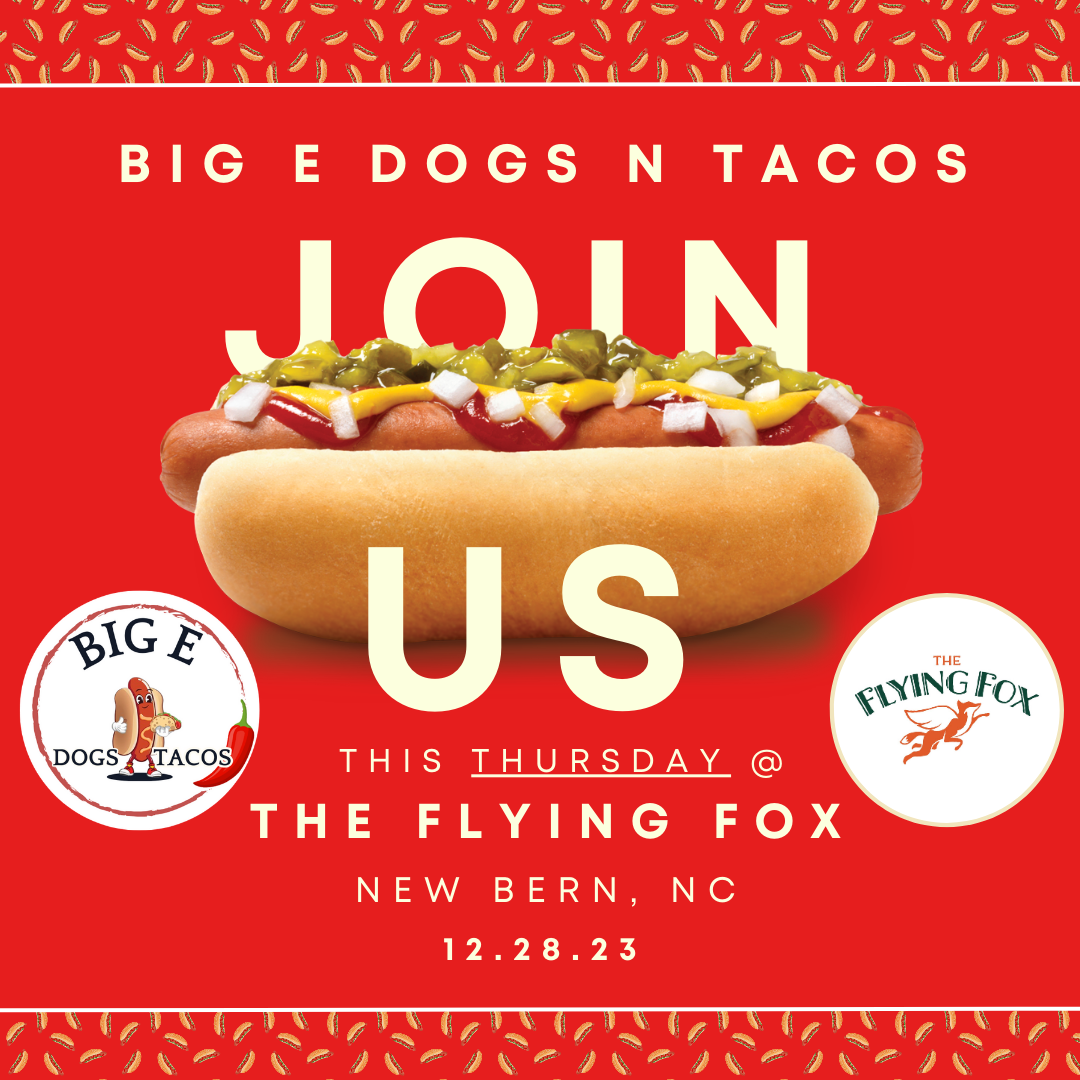 BIG E DOGS N TACOS
JOIN
US
BIG E
DOGS TACOS
THE
FLYING FOX
THIS THURSDAY @
THE FLYING FOX
NEW BERN, NC
12.28.23